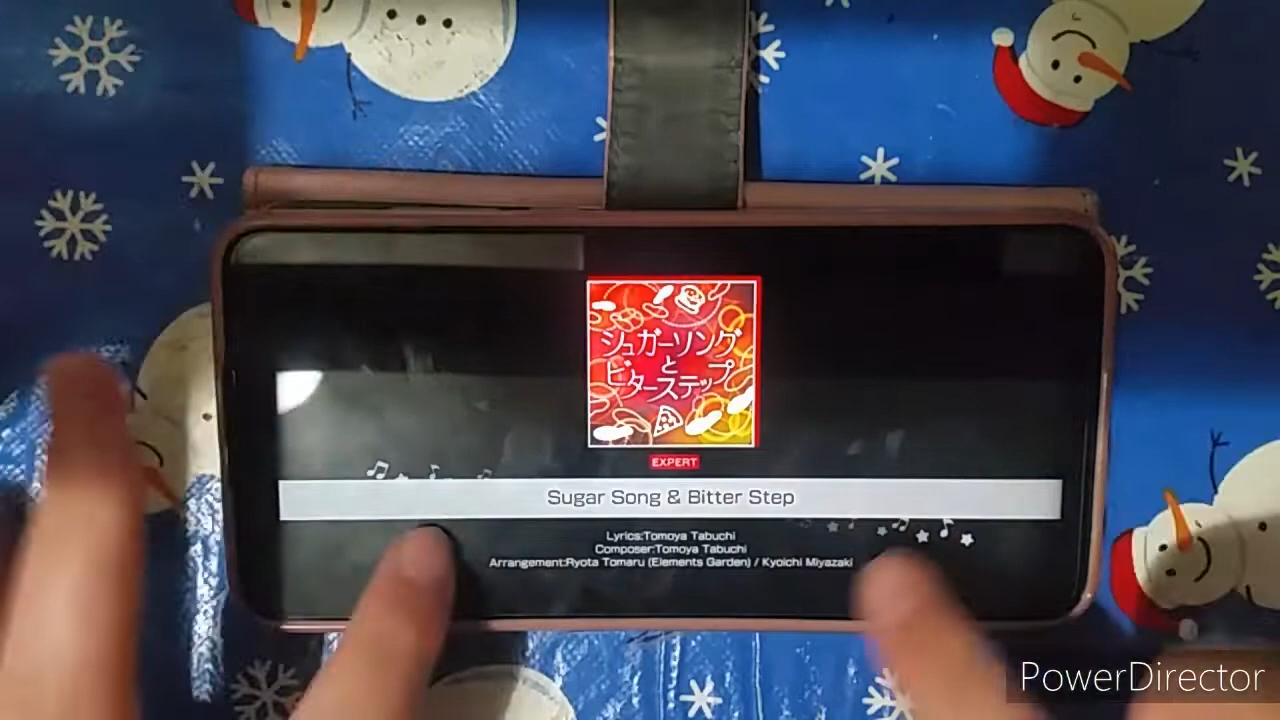 シュガーソング
と
ビターステップ
EXPERT
Sugar Song & Bitter Step
Lyrics:Tomoya Tabuchi
Composer:Tomoya Tabuchi
Arrangement:Ryota Tomaru (Elements Garden) / Kyoichi Miyazaki
PowerDirector